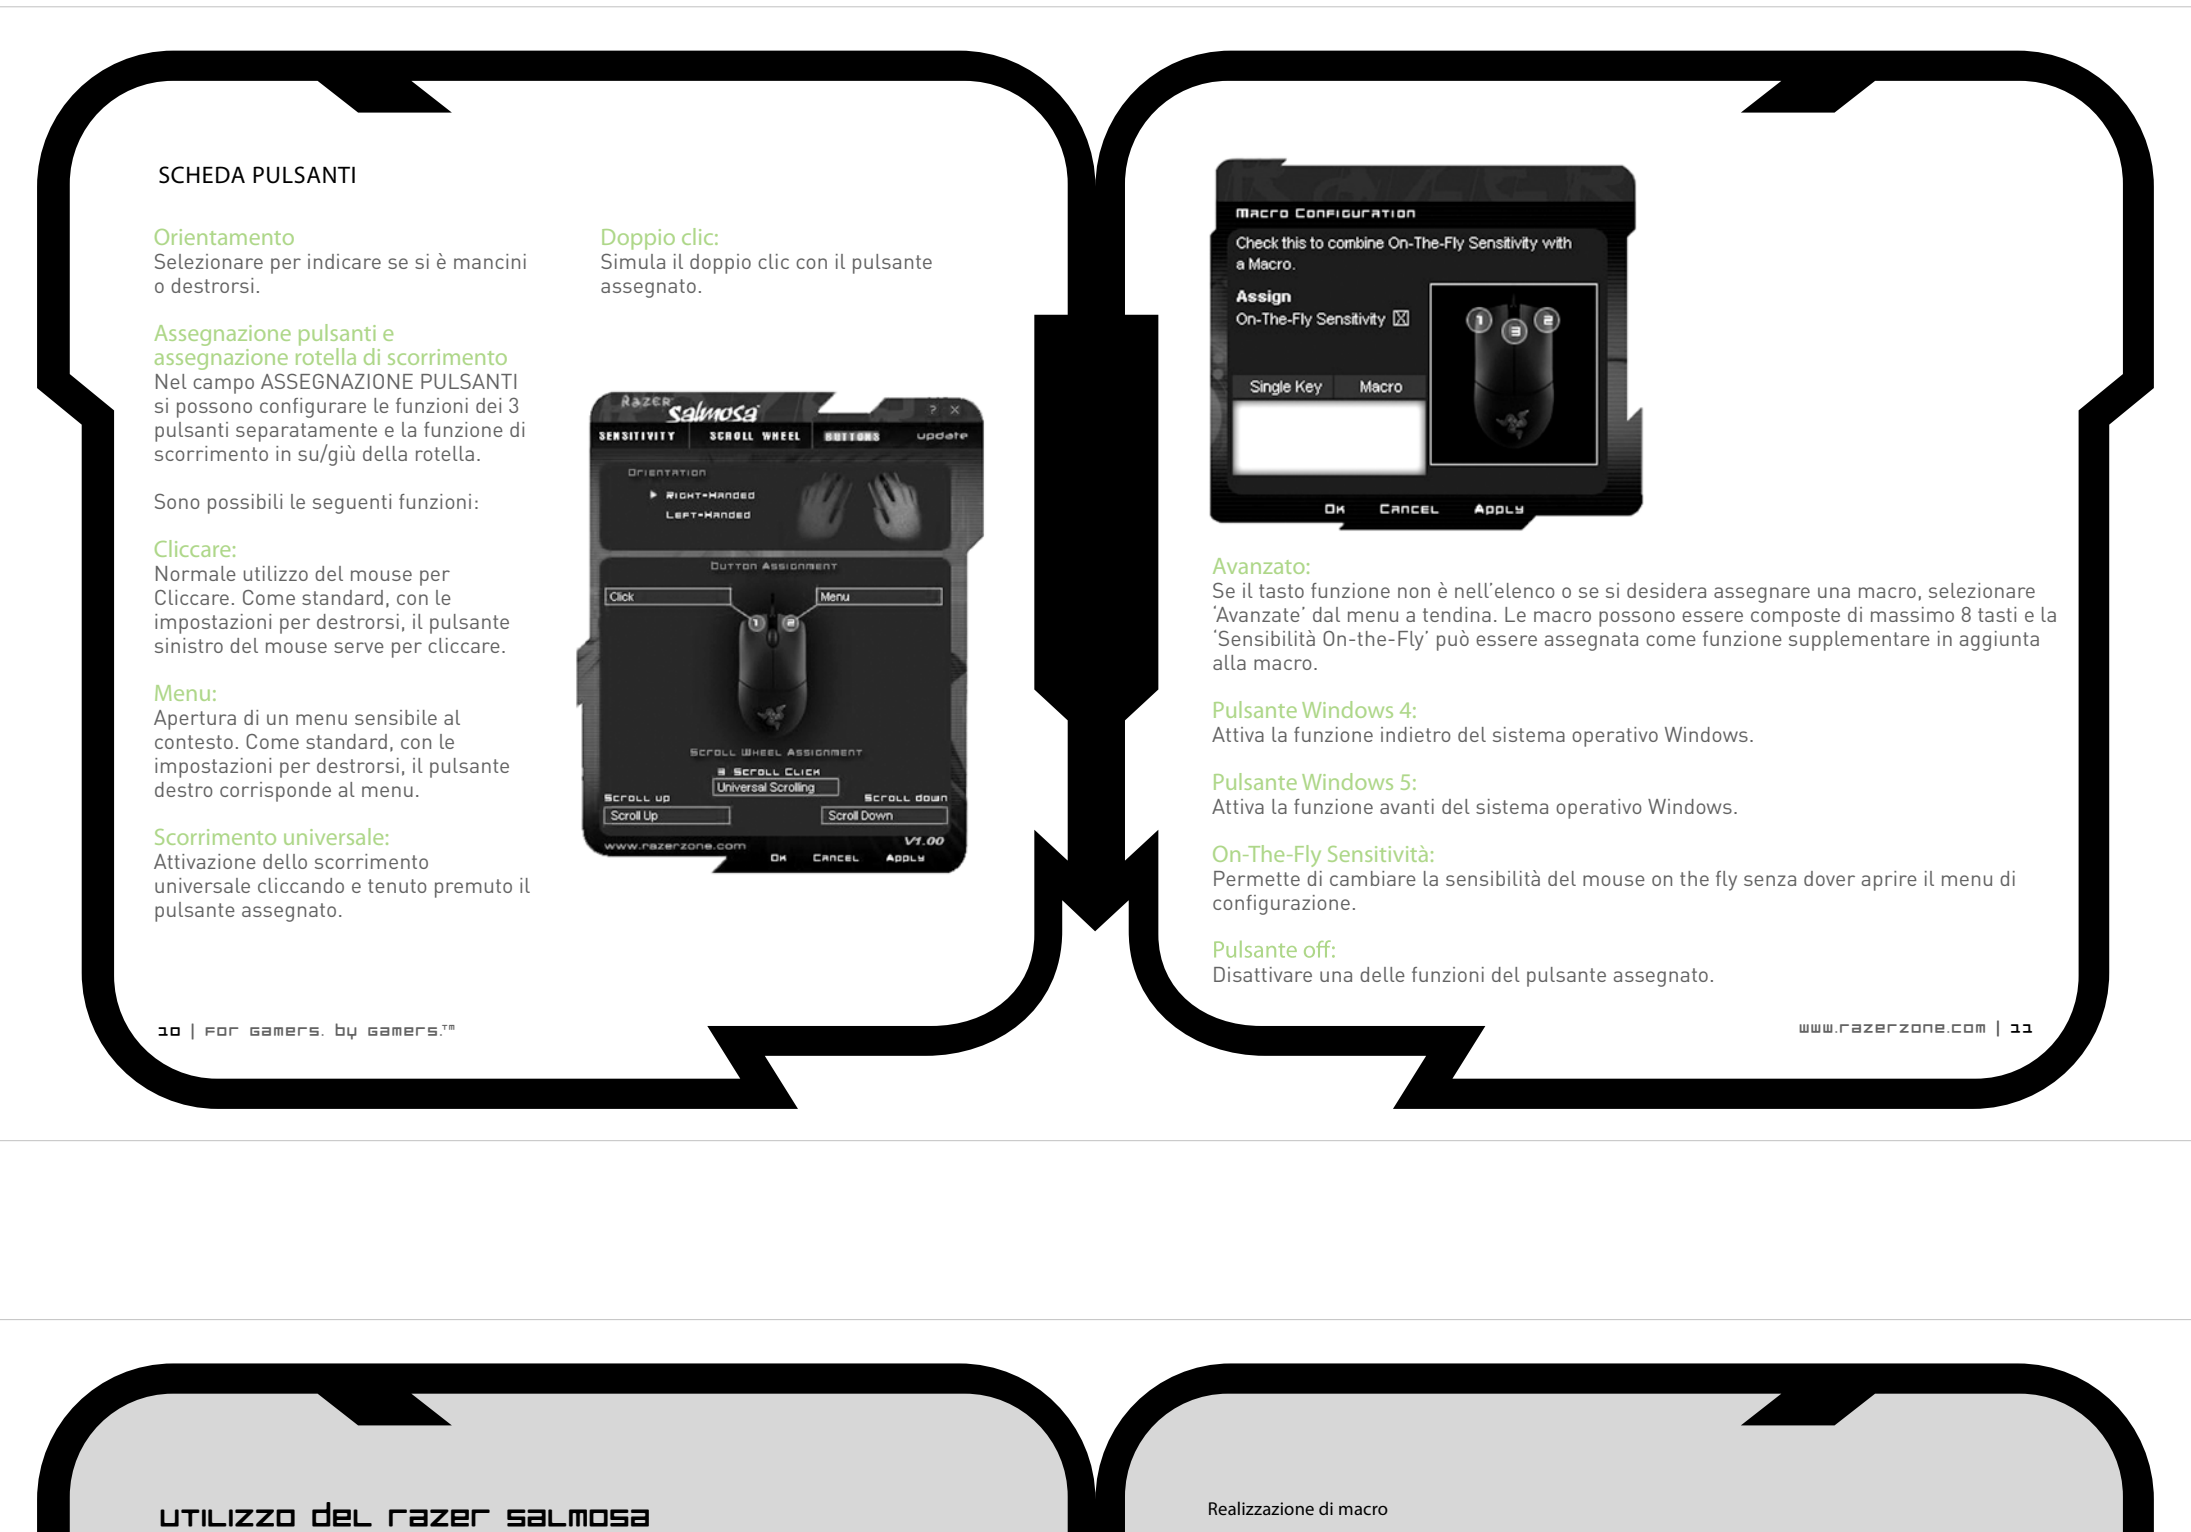 SCHEDA PULSANTI
Orientamento
Selezionare per indicare se si è mancini
o destrorsi.
Assegnazione pulsanti e
assegnazione rotella di scorrimento
Nel campo ASSEGNAZIONE PULSANTI
si possono configurare le funzioni dei 3
pulsanti separatamente e la funzione di
scorrimento in su/giù della rotella.
Sono possibili le seguenti funzioni:
Cliccare:
Normale utilizzo del mouse per
Cliccare. Come standard, con le
impostazioni per destrorsi, il pulsante
sinistro del mouse serve per cliccare.
Menu:
Apertura di un menu sensibile al
contesto. Come standard, con le
impostazioni per destrorsi, il pulsante
destro corrisponde al menu.
Scorrimento universale:
Attivazione dello scorrimento
universale cliccando e tenuto premuto il
pulsante assegnato.
Doppio clic:
Simula il doppio clic con il pulsante
assegnato.
RAZER
Salmosa
? X
SENSITIVITY SCROLL WHEEL BUTTONS update
Orientation
Right-Handed
Left-Handed
Button Assignment
Click Menu
1 2
Scroll Wheel Assignment
3 Scroll Click
Universal Scrolling
Scroll up Scroll down
Scroll Up Scroll Down
V1.00
www.razerzone.com
Ok Cancel Apply
10 | For gamers. by gamers.™
RAZER
Macro Configuration
Check this to combine On-The-Fly Sensitivity with
a Macro.
Assign
On-The-Fly Sensitivity
1 3 2
Single Key Macro
Ok Cancel Apply
Avanzato:
Se il tasto funzione non è nell'elenco o se si desidera assegnare una macro, selezionare
'Avanzate' dal menu a tendina. Le macro possono essere composte di massimo 8 tasti e la
'Sensibilità On-the-Fly' può essere assegnata come funzione supplementare in aggiunta
alla macro.
Pulsante Windows 4:
Attiva la funzione indietro del sistema operativo Windows.
Pulsante Windows 5:
Attiva la funzione avanti del sistema operativo Windows.
On-The-Fly Sensitività:
Permette di cambiare la sensibilità del mouse on the fly senza dover aprire il menu di
configurazione.
Pulsante off:
Disattivare una delle funzioni del pulsante assegnato.
www.razerzone.com | 11
utilizzo del razer salmosa
Realizzazione di macro